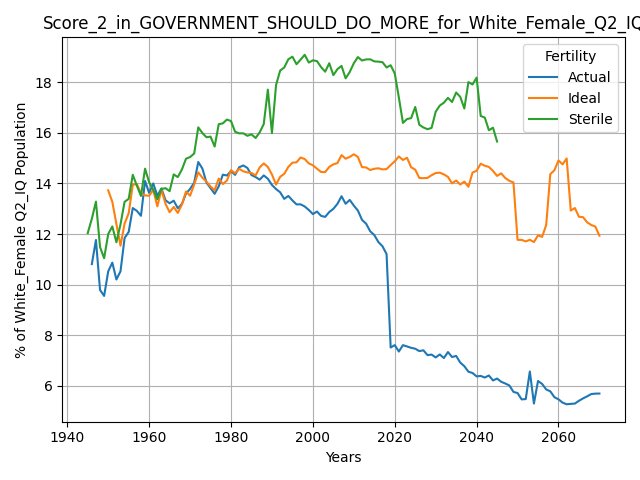 Score_2_in_GOVERNMENT_SHOULD_DO_MORE_for_White_Female_Q2_IQ
Fertility
Actual
Ideal
Sterile
% of White_Female Q2_IQ Population
18
16
14
12
10
8
6
1940 1960 1980 2000 2020 2040 2060
Years